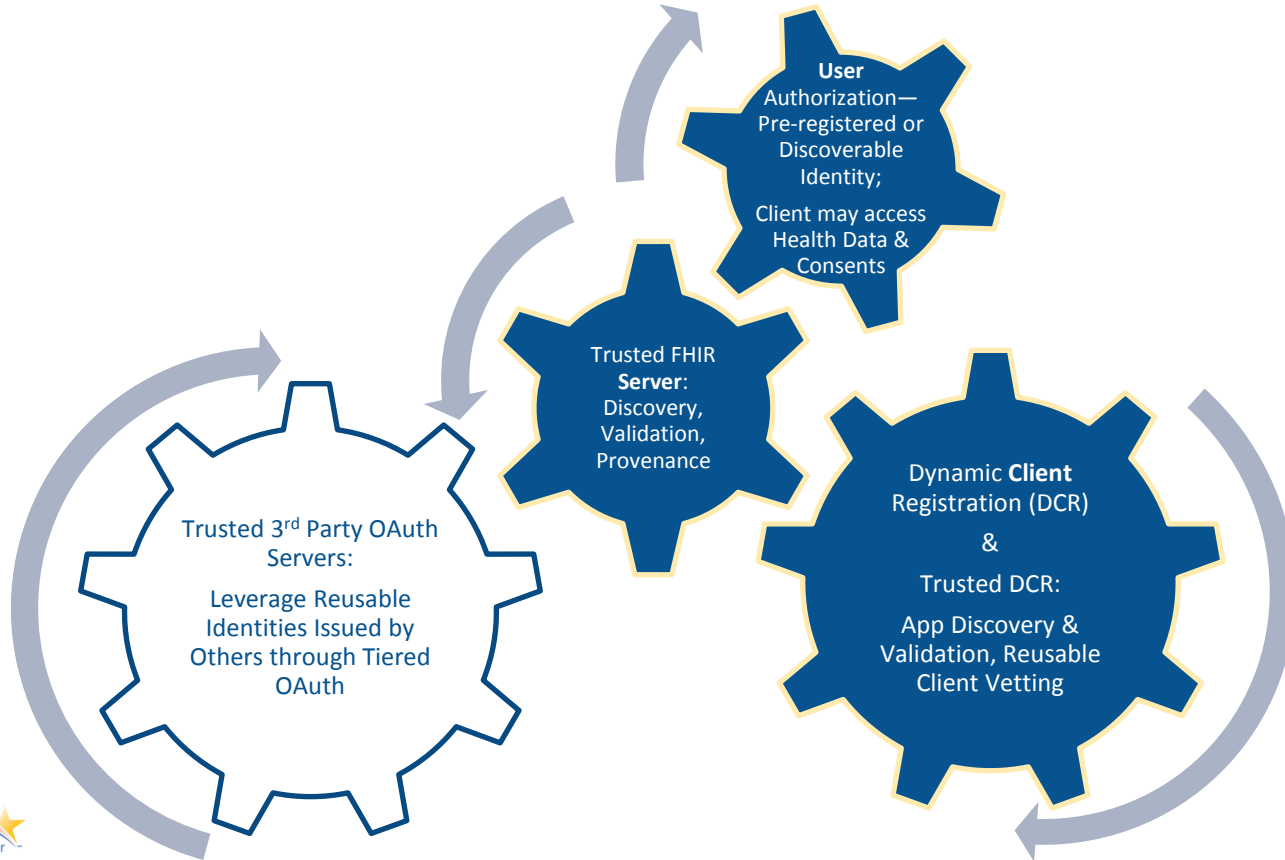 User
Authorization—
Pre-registered or
Discoverable
Identity;
Client may access
Health Data &
Consents
Trusted FHIR
Server:
Discovery,
Validation,
Provenance
Trusted 3rd Party OAuth
Servers:
Leverage Reusable
Identities Issued by
Others through Tiered
OAuth
Dynamic Client
Registration (DCR)
&
Trusted DCR:
App Discovery &
Validation, Reusable
Client Vetting